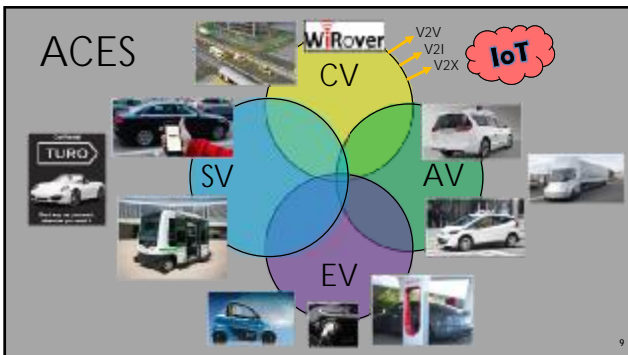 ACES
WiRover
V2V
V2I
V2X
IoT
CV
TURO
SV
AV
EV
9